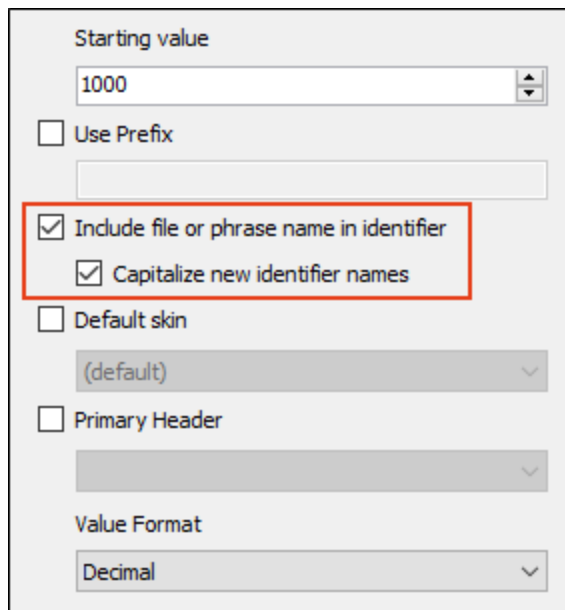 Starting value
1000
Use Prefix
Include file or phrase name in identifier
Capitalize new identifier names
Default skin
(default)
Primary Header
Value Format
Decimal